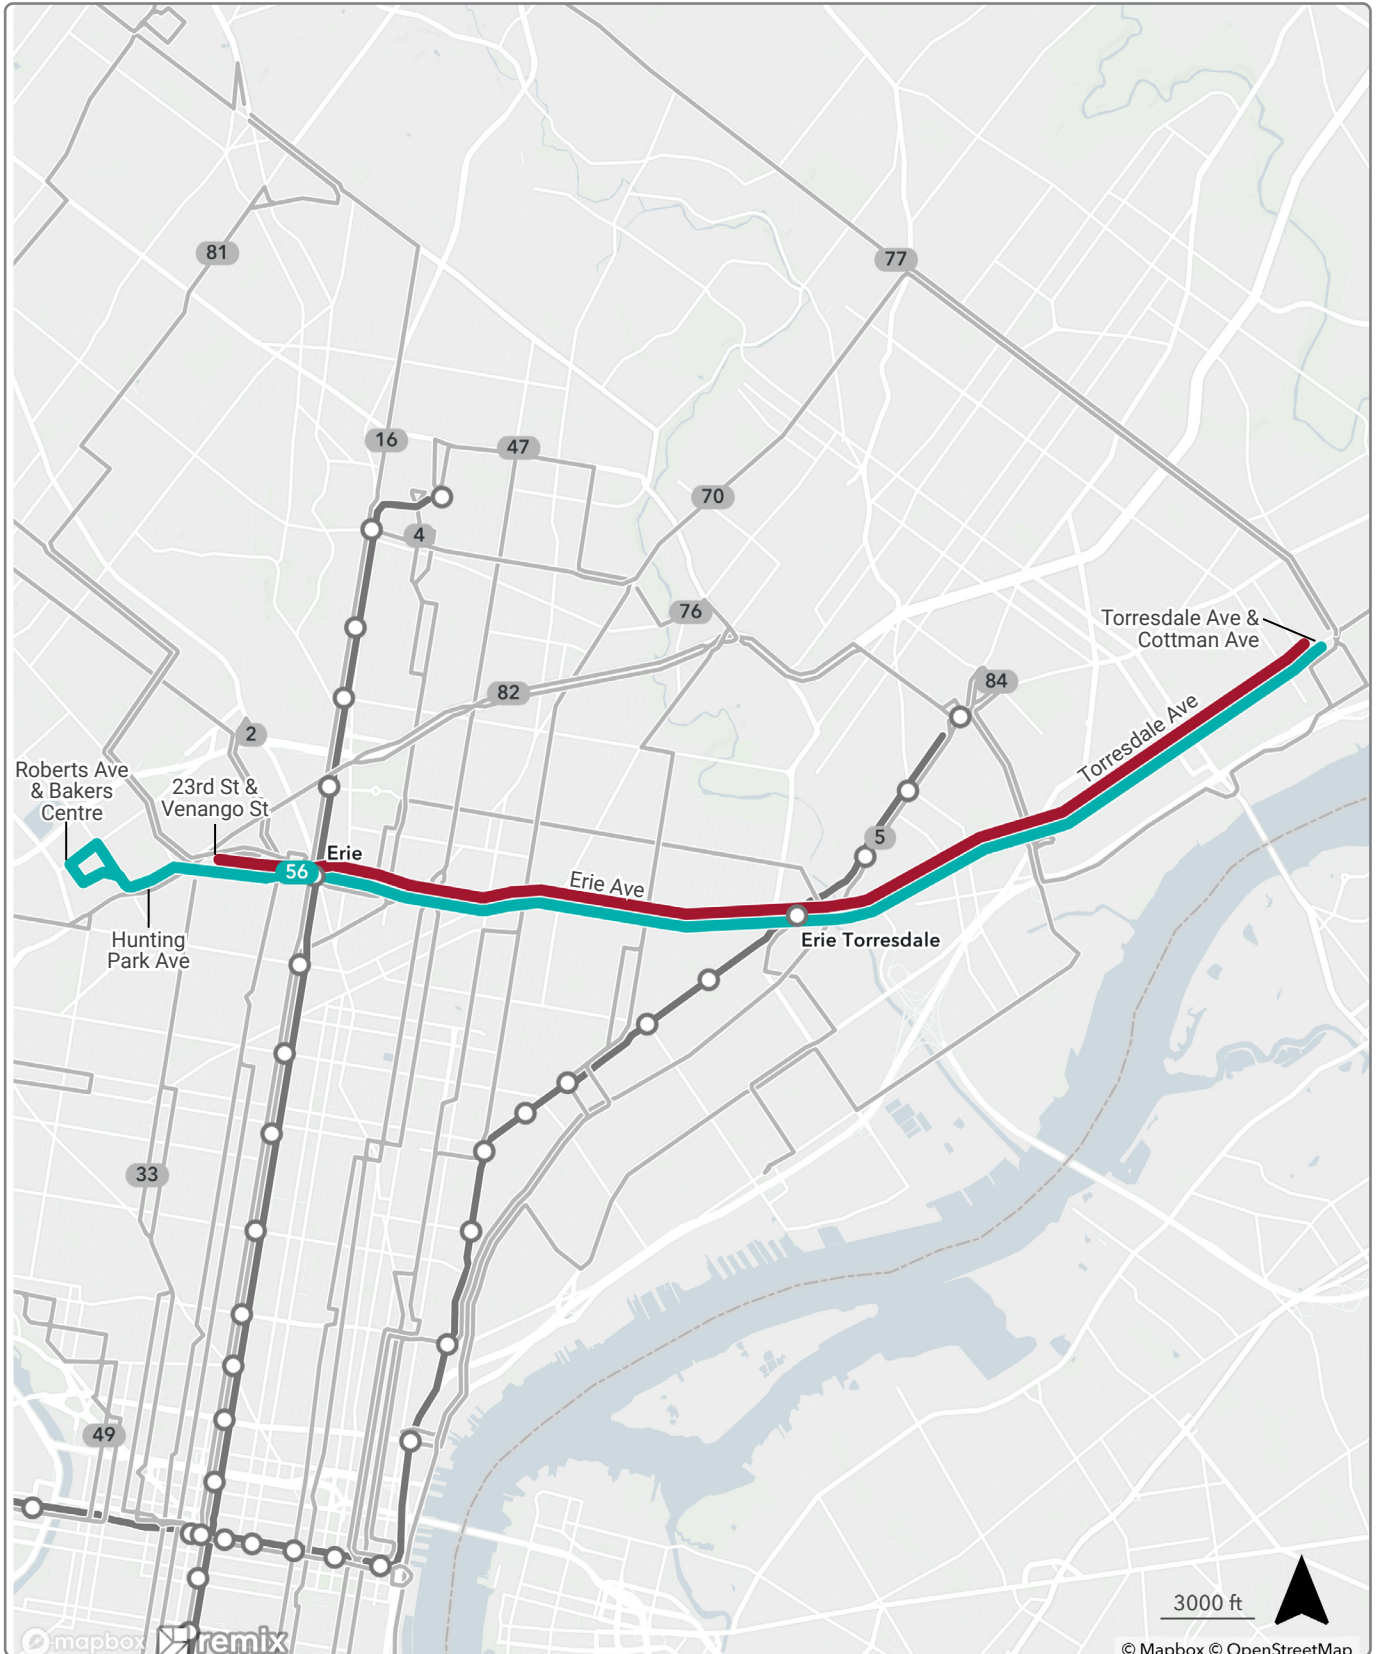 81
77
16
47
70
4
76
Torresdale Ave &
Cottman Ave
84
82
Torresdale Ave
2
Roberts Ave
& Bakers
Centre
23rd St &
Venango St
5
Erie
56
Erie Ave
Erie Torresdale
Hunting
Park Ave
33
49
3000 ft
mapbox
remix
© Mapbox © OpenStreetMap